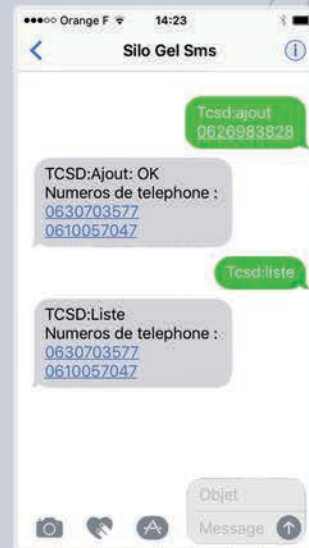 Orange F 14:23
Silo Gel Sms
Tcsd:ajout
0626983828
TCSD:Ajout: OK
Numeros de telephone :
0630703577
0610057047
Tcsd:liste
TCSD:Liste
Numeros de telephone :
0630703577
0610057047
Objet
Message